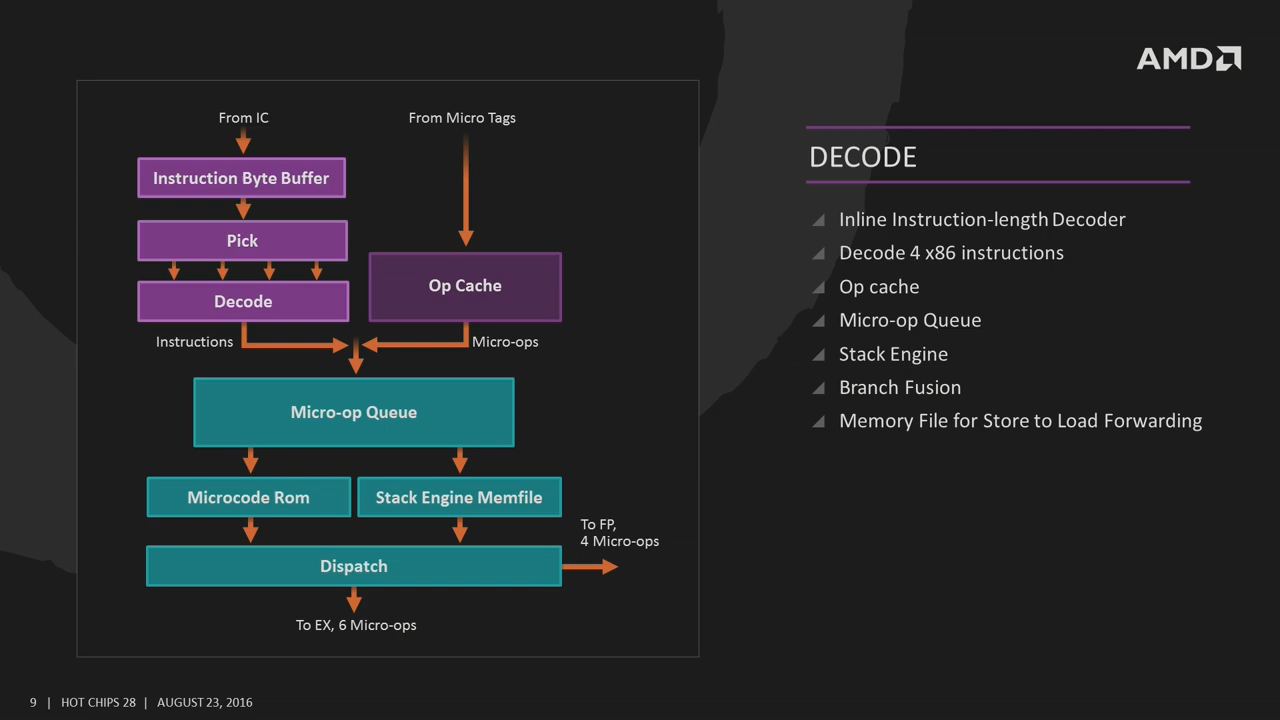 AMD
From IC
From Micro Tags
Instruction Byte Buffer
Pick
Decode
Op Cache
Instructions
Micro-ops
Micro-op Queue
Microcode Rom
Stack Engine Memfile
To FP,
4 Micro-ops
Dispatch
To EX, 6 Micro-ops
DECODE
Inline Instruction-length Decoder
Decode 4 x86 instructions
Op cache
Micro-op Queue
Stack Engine
Branch Fusion
Memory File for Store to Load Forwarding
9 | HOT CHIPS 28 | AUGUST 23, 2016